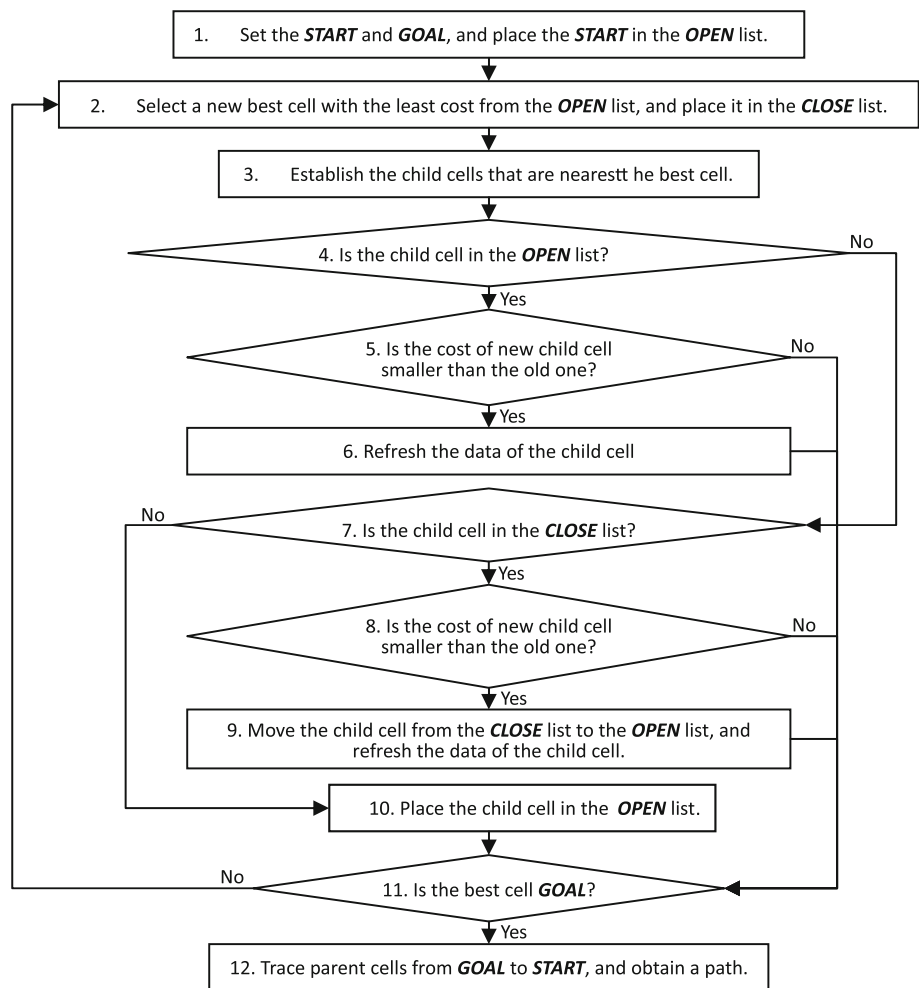 1. Set the START and GOAL, and place the START in the OPEN list.
2. Select a new best cell with the least cost from the OPEN list, and place it in the CLOSE list.
3. Establish the child cells that are nearestt he best cell.
4. Is the child cell in the OPEN list?
No
Yes
5. Is the cost of new child cell
smaller than the old one?
No
Yes
6. Refresh the data of the child cell
No
7. Is the child cell in the CLOSE list?
Yes
8. Is the cost of new child cell
smaller than the old one?
No
Yes
9. Move the child cell from the CLOSE list to the OPEN list, and
refresh the data of the child cell.
10. Place the child cell in the OPEN list.
No
11. Is the best cell GOAL?
Yes
12. Trace parent cells from GOAL to START, and obtain a path.